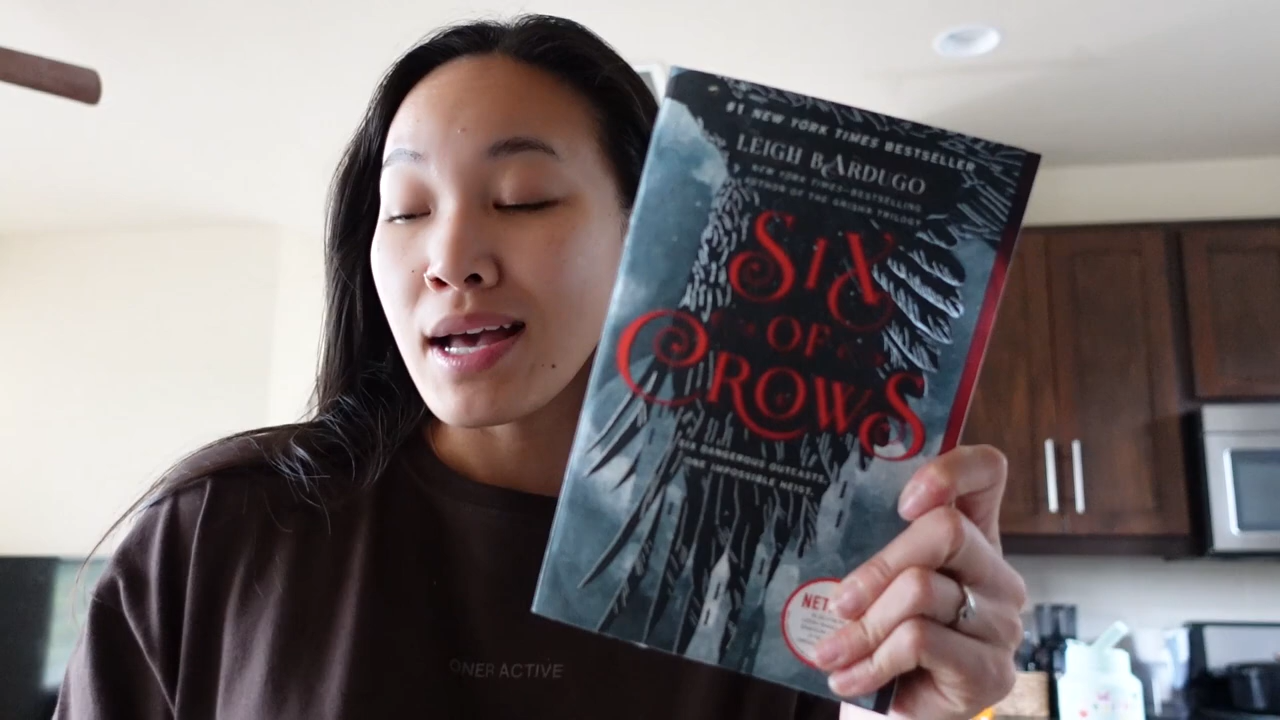 #1 NEW YORK TIMES BESTSELLER
LEIGH BARDUGO
NEW YORK TIMES-BESTSELLING
AUTHOR OF THE GRISHA TRILOGY
SIX
OF
CROWS
SIX DANGEROUS OUTCASTS.
ONE IMPOSSIBLE HEIST.
NET
ONER ACTIVE